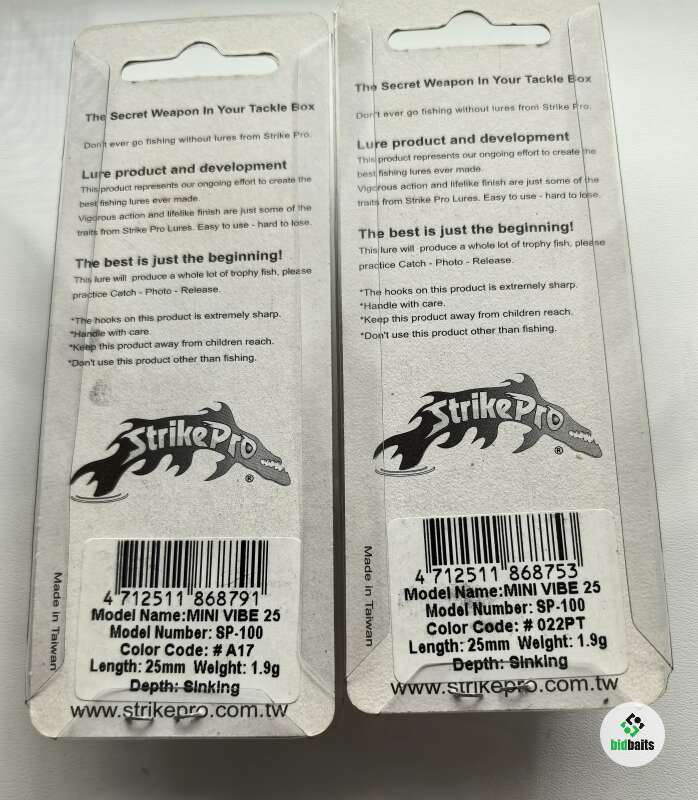 The Secret Weapon In Your Tackle Box
Don't ever go fishing without lures from Strike Pro.
Lure product and development
This product represents our ongoing effort to create the
best fishing lures ever made.
Vigorous action and lifelike finish are just some of the
traits from Strike Pro Lures. Easy to use - hard to lose.
The best is just the beginning!
This lure will produce a whole lot of trophy fish, please
practice Catch - Photo - Release.
*The hooks on this product is extremely sharp.
*Handle with care.
*Keep this product away from children reach.
*Don't use this product other than fishing.
StrikePro
®
4 712511 868791
Model Name:MINI VIBE 25
Model Number: SP-100
Color Code: # A17
Length: 25mm Weight: 1.9g
Depth: Sinking
Made in Taiwan
www.strikepro.com.tw
The Secret Weapon In Your Tackle Box
Don't ever go fishing without lures from Strike Pro.
Lure product and development
This product represents our ongoing effort to create the
best fishing lures ever made.
Vigorous action and lifelike finish are just some of the
traits from Strike Pro Lures. Easy to use - hard to lose.
The best is just the beginning!
This lure will produce a whole lot of trophy fish, please
practice Catch - Photo - Release.
*The hooks on this product is extremely sharp.
*Handle with care.
*Keep this product away from children reach.
*Don't use this product other than fishing.
StrikePro
®
4 712511 868753
Model Name:MINI VIBE 25
Model Number: SP-100
Color Code: # 022PT
Length: 25mm Weight: 1.9g
Depth: Sinking
Made in Taiwan
www.strikepro.com.tw
bidbaits